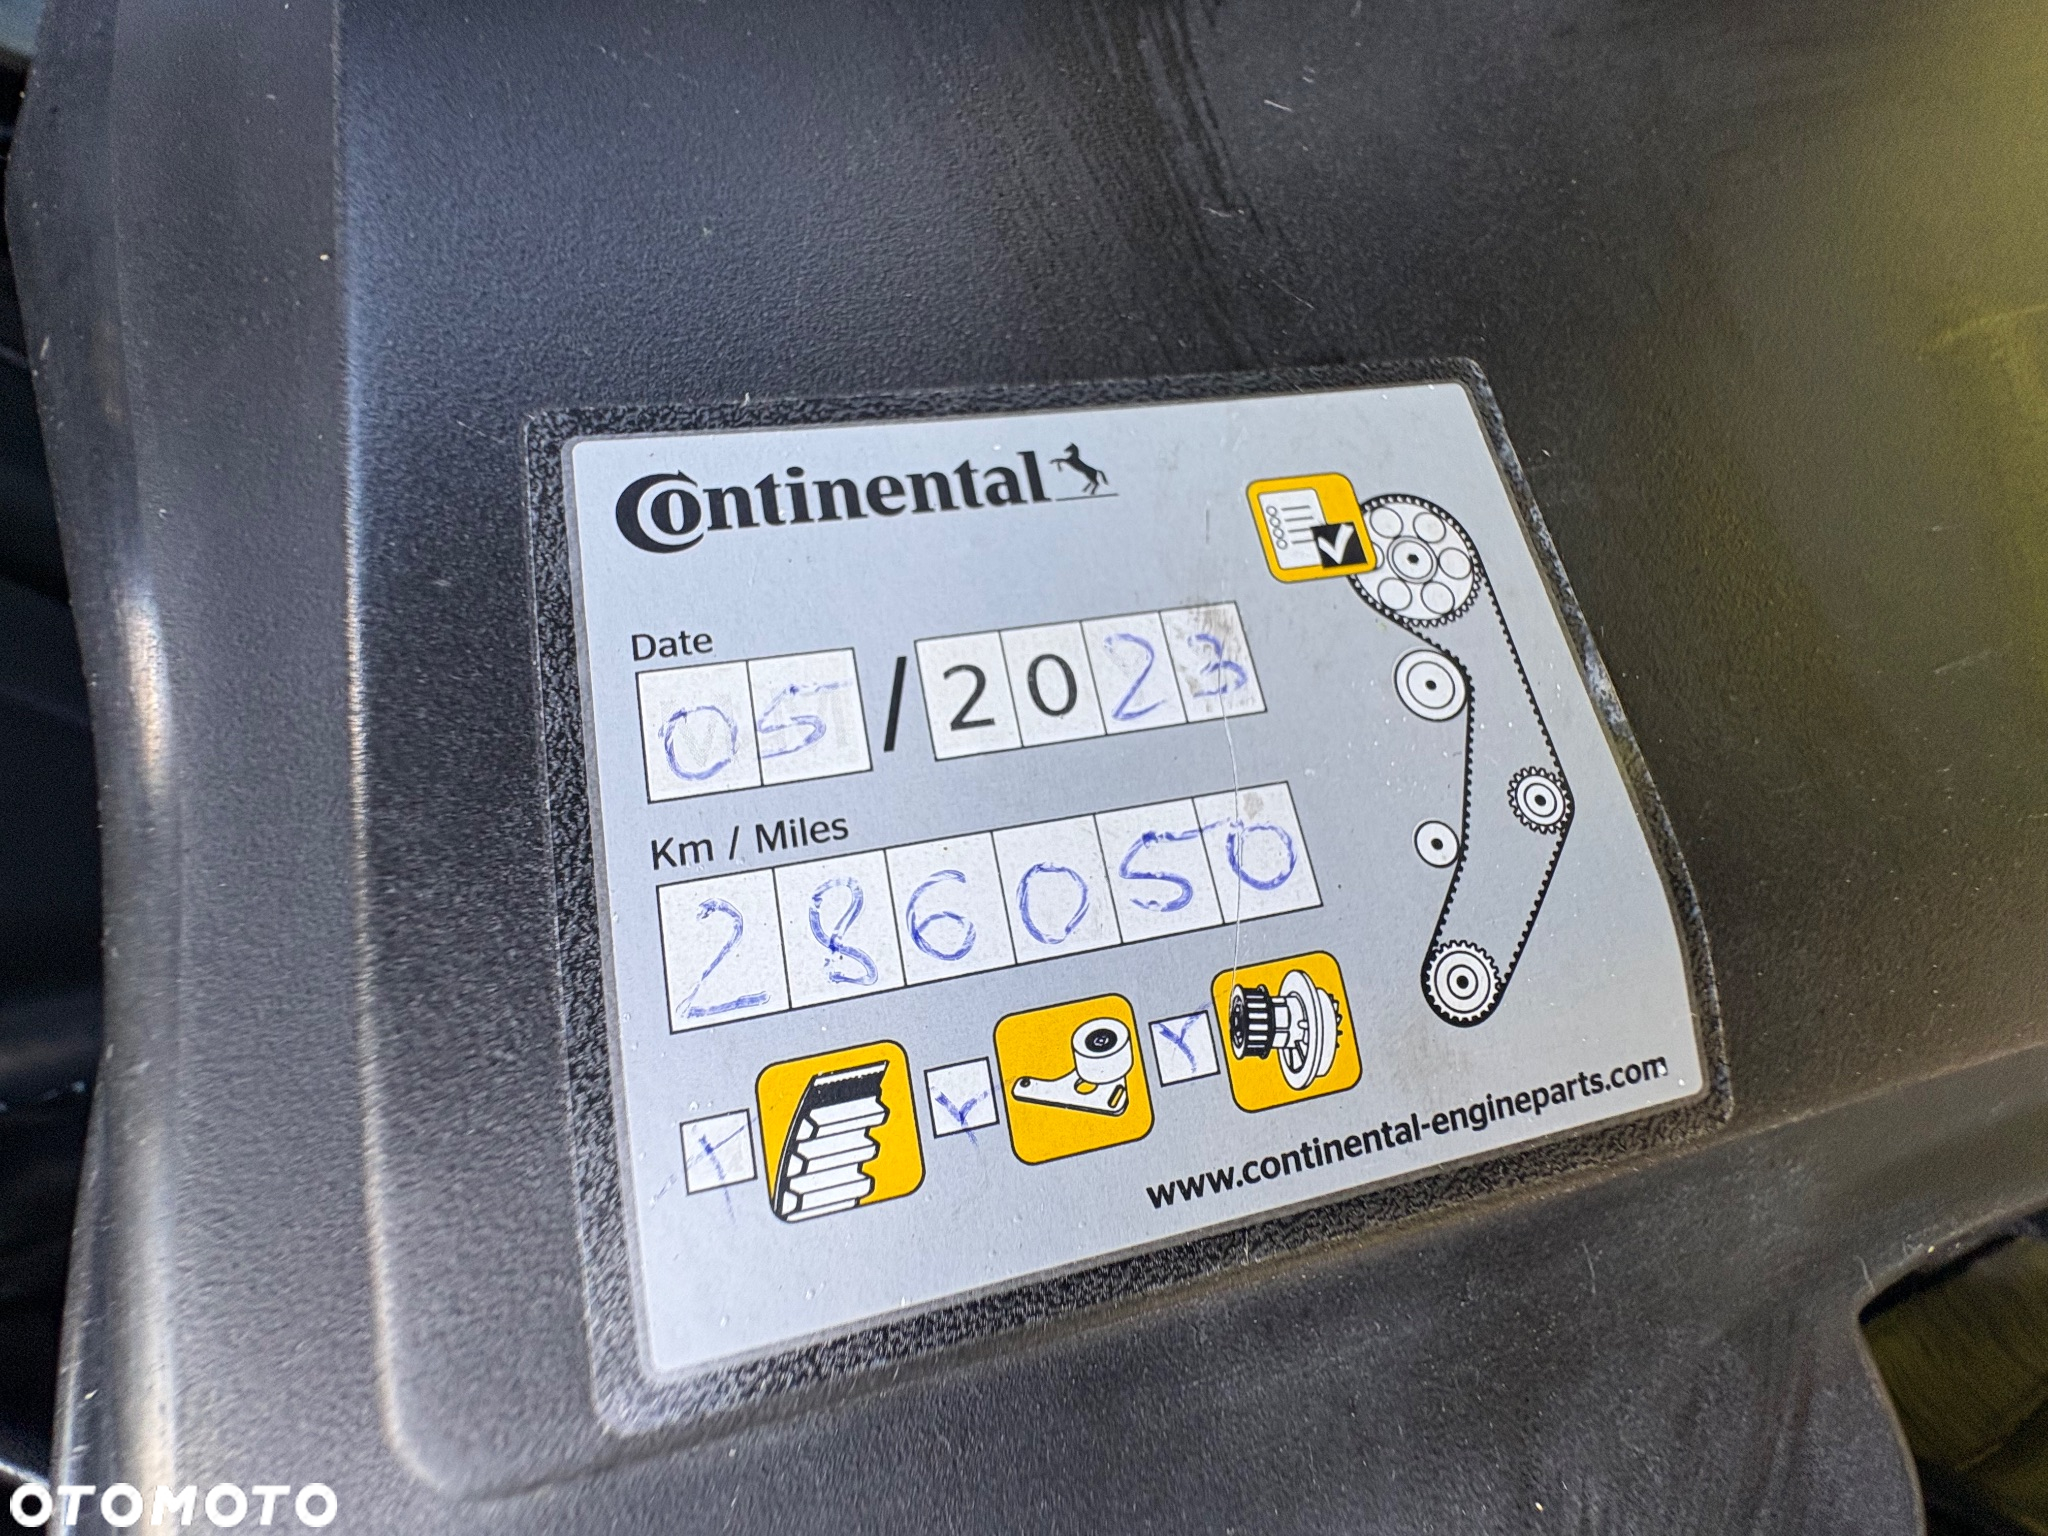 Continental
Date
05/2023
Km / Miles
286050
www.continental-engineparts.com
OTOMOTO